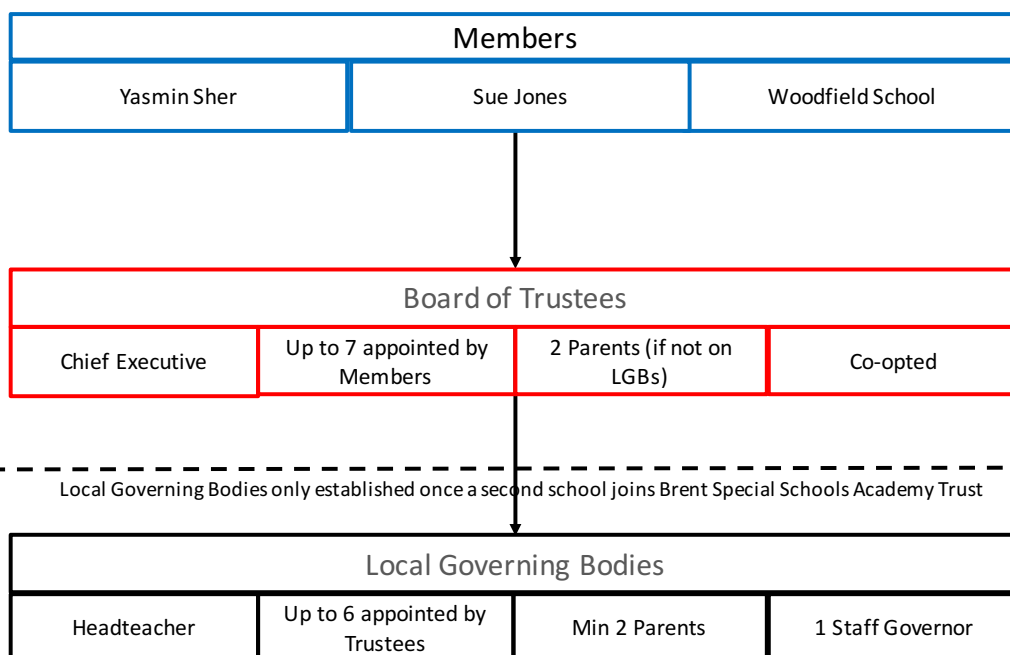 Members
Yasmin Sher
Sue Jones
Woodfield School
Board of Trustees
Chief Executive
Up to 7 appointed by
Members
2 Parents (if not on
LGBs)
Co-opted
Local Governing Bodies only established once a second school joins Brent Special Schools Academy Trust
Local Governing Bodies
Headteacher
Up to 6 appointed by
Trustees
Min 2 Parents
1 Staff Governor